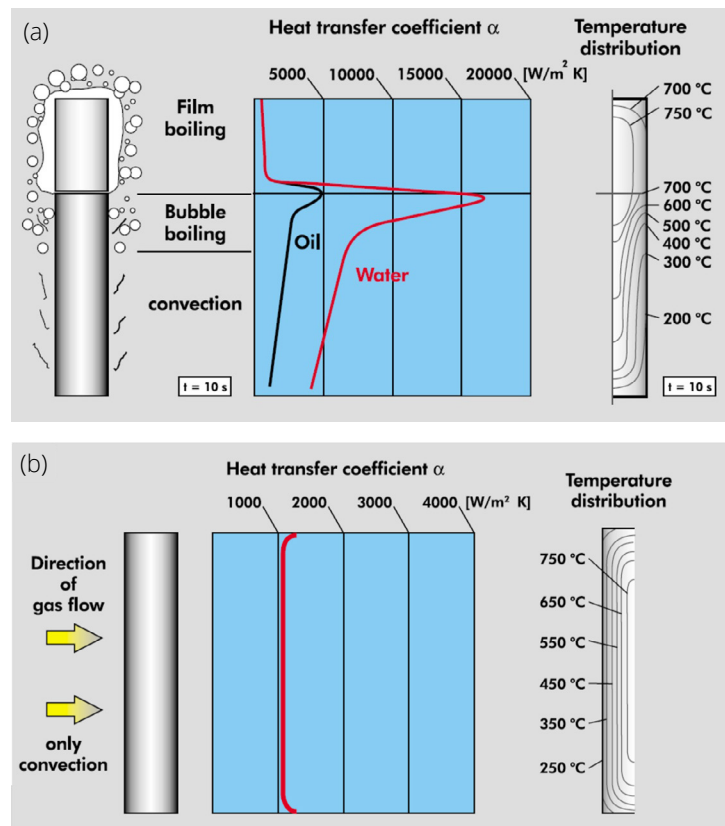 (a)
Heat transfer coefficient α
Temperature
distribution
5000 10000 15000 20000 [W/m² K]
700 °C
750 °C
Film
boiling
700 °C
600 °C
500 °C
400 °C
300 °C
Bubble
boiling
Oil
Water
convection
200 °C
t = 10 s
t = 10 s
(b)
Heat transfer coefficient α
Temperature
distribution
1000 2000 3000 4000 [W/m² K]
Direction
of
gas flow
750 °C
650 °C
550 °C
450 °C
350 °C
250 °C
only
convection